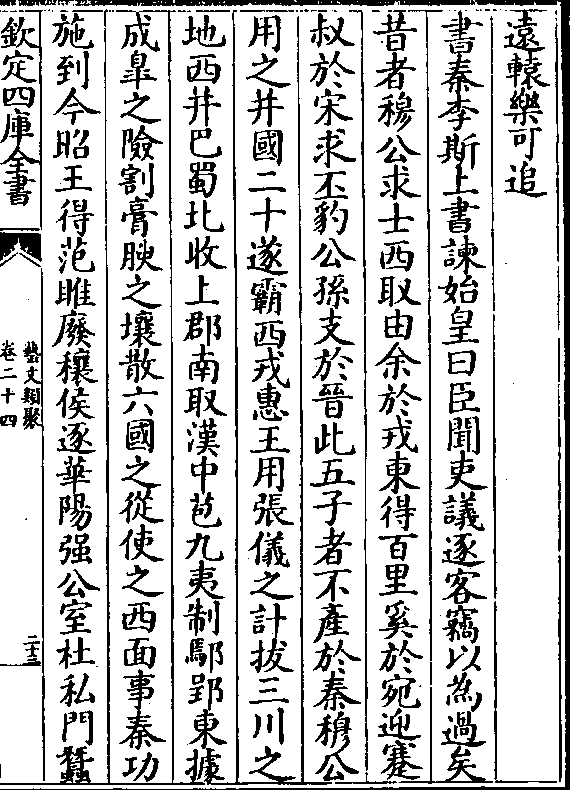 遠轅樂可追
書秦李斯上書諫始皇曰臣聞吏議逐客竊以為過矣
昔者穆公求士西取由余於戎東得百里奚於宛迎蹇
叔於宋求丕豹公孫支於晉此五子者不產於秦穆公
用之并國二十遂霸西戎惠王用張儀之計拔三川之
地西并巴蜀北收上郡南取漢中苞九夷制鄢郢東據
成臯之險割膏腴之壤散六國之從使之西面事秦功
施到今昭王得范雎廢穰侯逐華陽强公室杜私門蠶
欽定四庫全書
藝文類聚
卷二十四
二十三